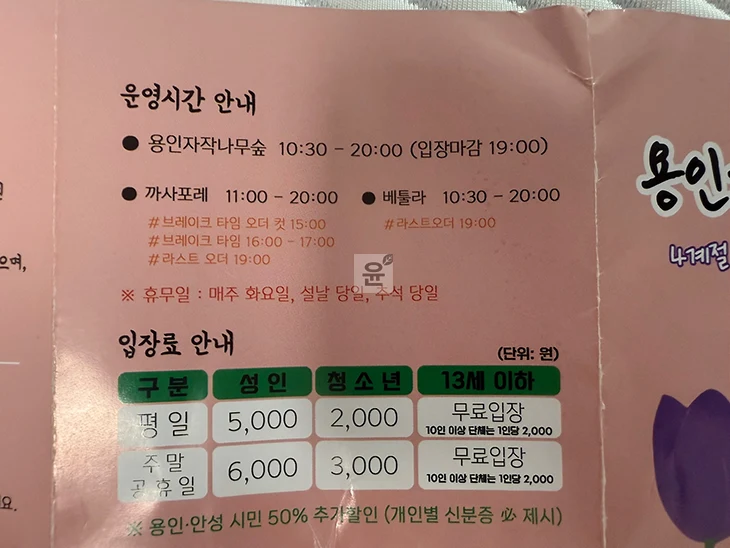 운영시간 안내
● 용인자작나무숲 10:30 - 20:00 (입장마감 19:00)
● 까사포레 11:00 - 20:00 ● 베툴라 10:30 - 20:00
#브레이크 타임 오더 컷 15:00 #라스트오더 19:00
#브레이크 타임 16:00 - 17:00
#라스트 오더 19:00
윤
※ 휴무일 : 매주 화요일, 설날 당일, 추석 당일
입장료 안내
(단위: 원)
구분 성인 청소년 13세 이하
평일 5,000 2,000 무료입장
10인 이상 단체는 1인당 2,000
주말 공휴일 6,000 3,000 무료입장
10인 이상 단체는 1인당 2,000
※ 용인·안성 시민 50% 추가할인 (개인별 신분증 必 제시)
으며,
요.
용인
4계절